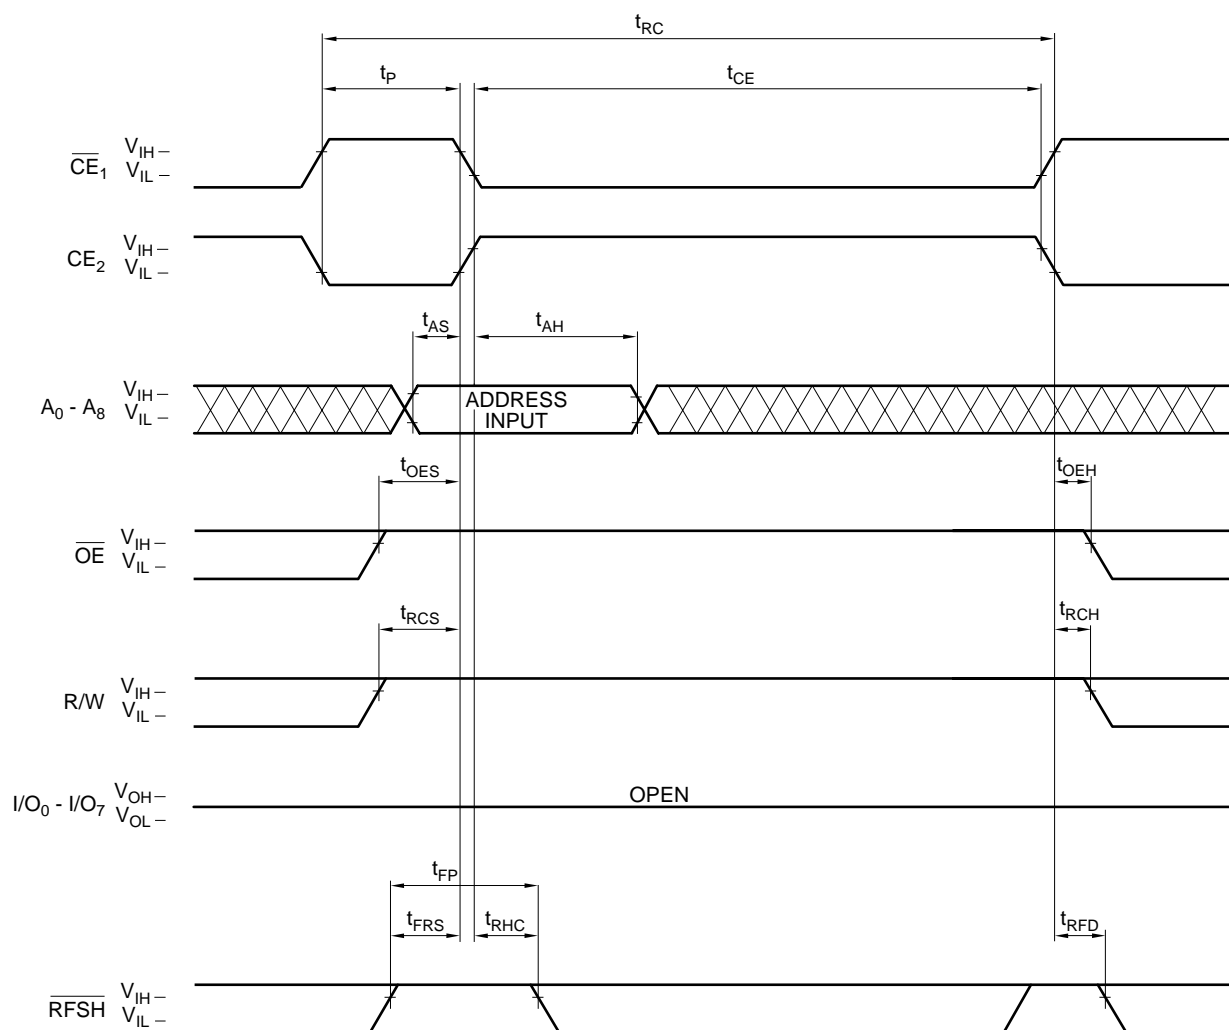 tRC
tP tCE
CE1 VIH
VIL
CE2 VIH
VIL
tAS tAH
A0 - A8 VIH
VIL
ADDRESS
INPUT
tOES tOEH
OE VIH
VIL
tRCS tRCH
R/W VIH
VIL
I/O0 - I/O7 VOH
VOL
OPEN
tFP
tFRS tRHC tRFD
RFSH VIH
VIL